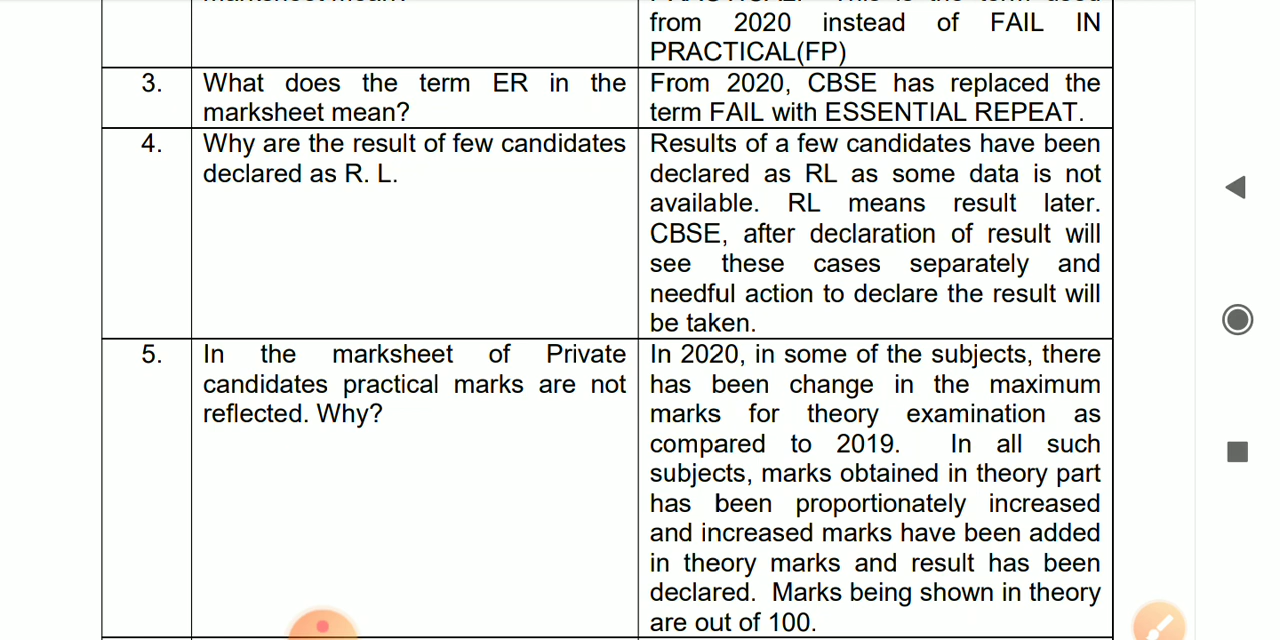 from 2020 instead of FAIL IN
PRACTICAL(FP)
3.
What does the term ER in the
marksheet mean?
From 2020, CBSE has replaced the
term FAIL with ESSENTIAL REPEAT.
4.
Why are the result of few candidates
declared as R. L.
Results of a few candidates have been
declared as RL as some data is not
available. RL means result later.
CBSE, after declaration of result will
see these cases separately and
needful action to declare the result will
be taken.
5.
In the marksheet of Private
candidates practical marks are not
reflected. Why?
In 2020, in some of the subjects, there
has been change in the maximum
marks for theory examination as
compared to 2019. In all such
subjects, marks obtained in theory part
has been proportionately increased
and increased marks have been added
in theory marks and result has been
declared. Marks being shown in theory
are out of 100.